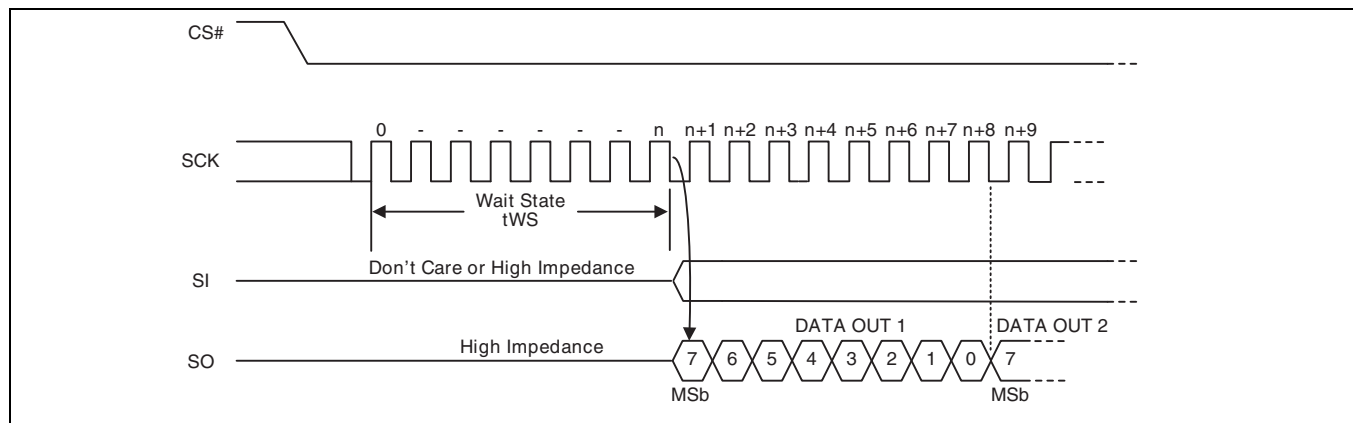 CS#
0 - - - - - - n n+1 n+2 n+3 n+4 n+5 n+6 n+7 n+8 n+9
SCK
Wait State
tWS
Don't Care or High Impedance
SI
DATA OUT 1 DATA OUT 2
High Impedance
SO
7 6 5 4 3 2 1 0 7
MSb MSb